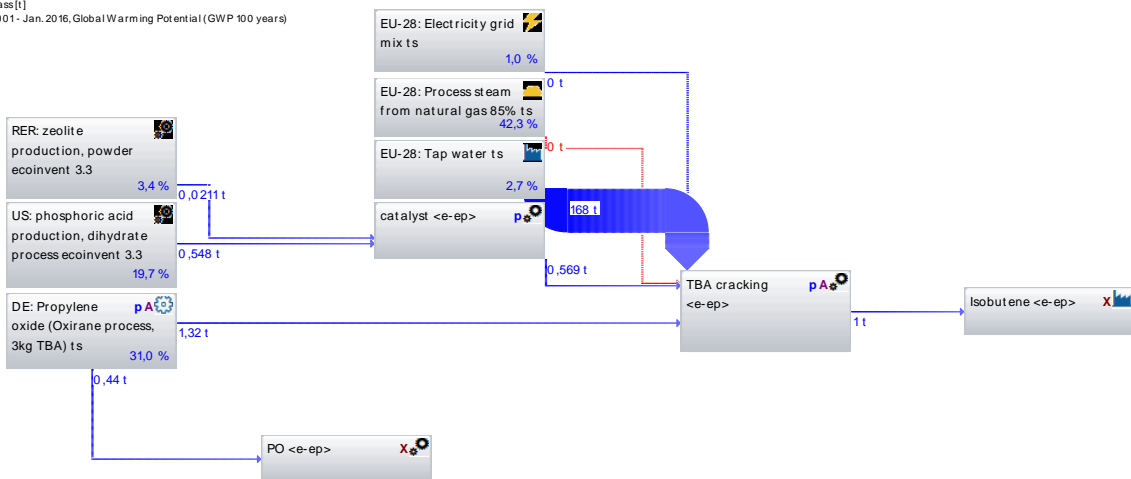 ass [t]
001 - Jan. 2016, Global Warming Potential (GWP 100 years)
EU-28: Electricity grid
mix ts
1,0 %
0 t
EU-28: Process steam
from natural gas 85% ts
42,3 %
0 t
EU-28: Tap water ts
2,7 %
168 t
RER: zeolite
production, powder
ecoinvent 3.3
3,4 %
0,0211 t
US: phosphoric acid
production, dihydrate
process ecoinvent 3.3
19,7 %
0,548 t
catalyst <e-ep>
p
0,569 t
DE: Propylene
oxide (Oxirane process,
3kg TBA) ts
p A
31,0 %
1,32 t
0,44 t
TBA cracking
<e-ep>
p A
1 t
Isobutene <e-ep>
X
PO <e-ep>
X